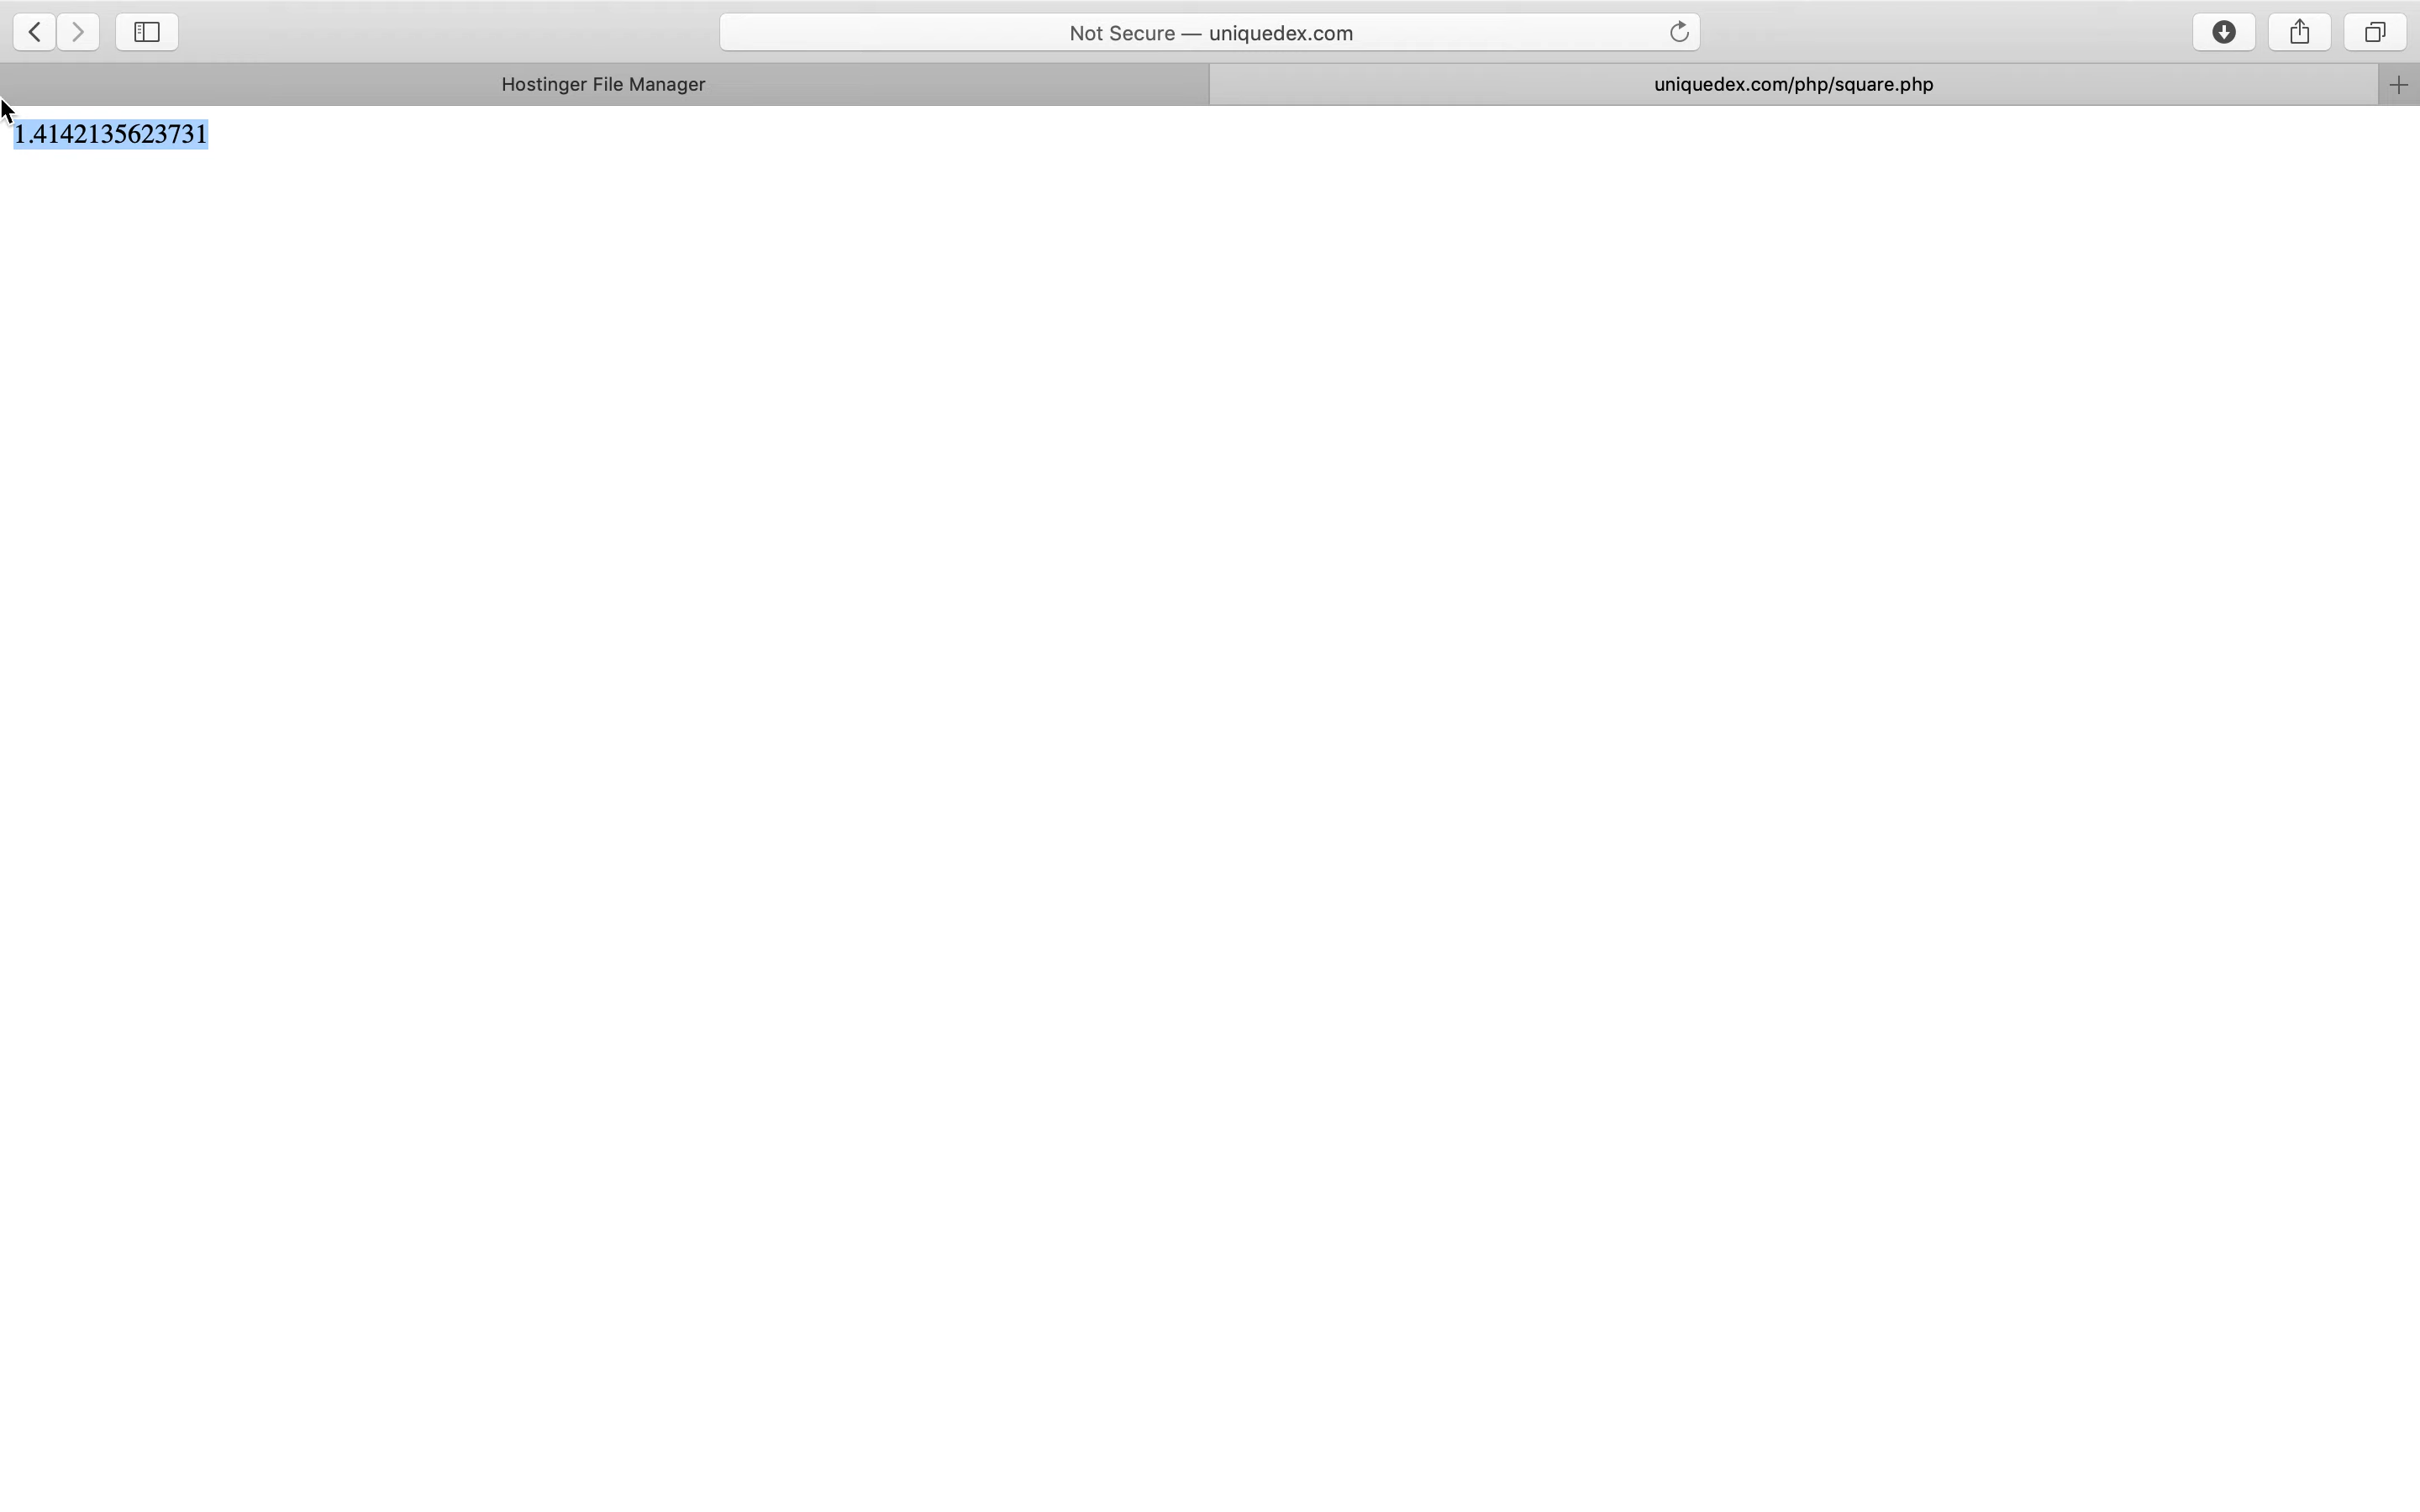 Not Secure — uniquedex.com
Hostinger File Manager
uniquedex.com/php/square.php
1.4142135623731